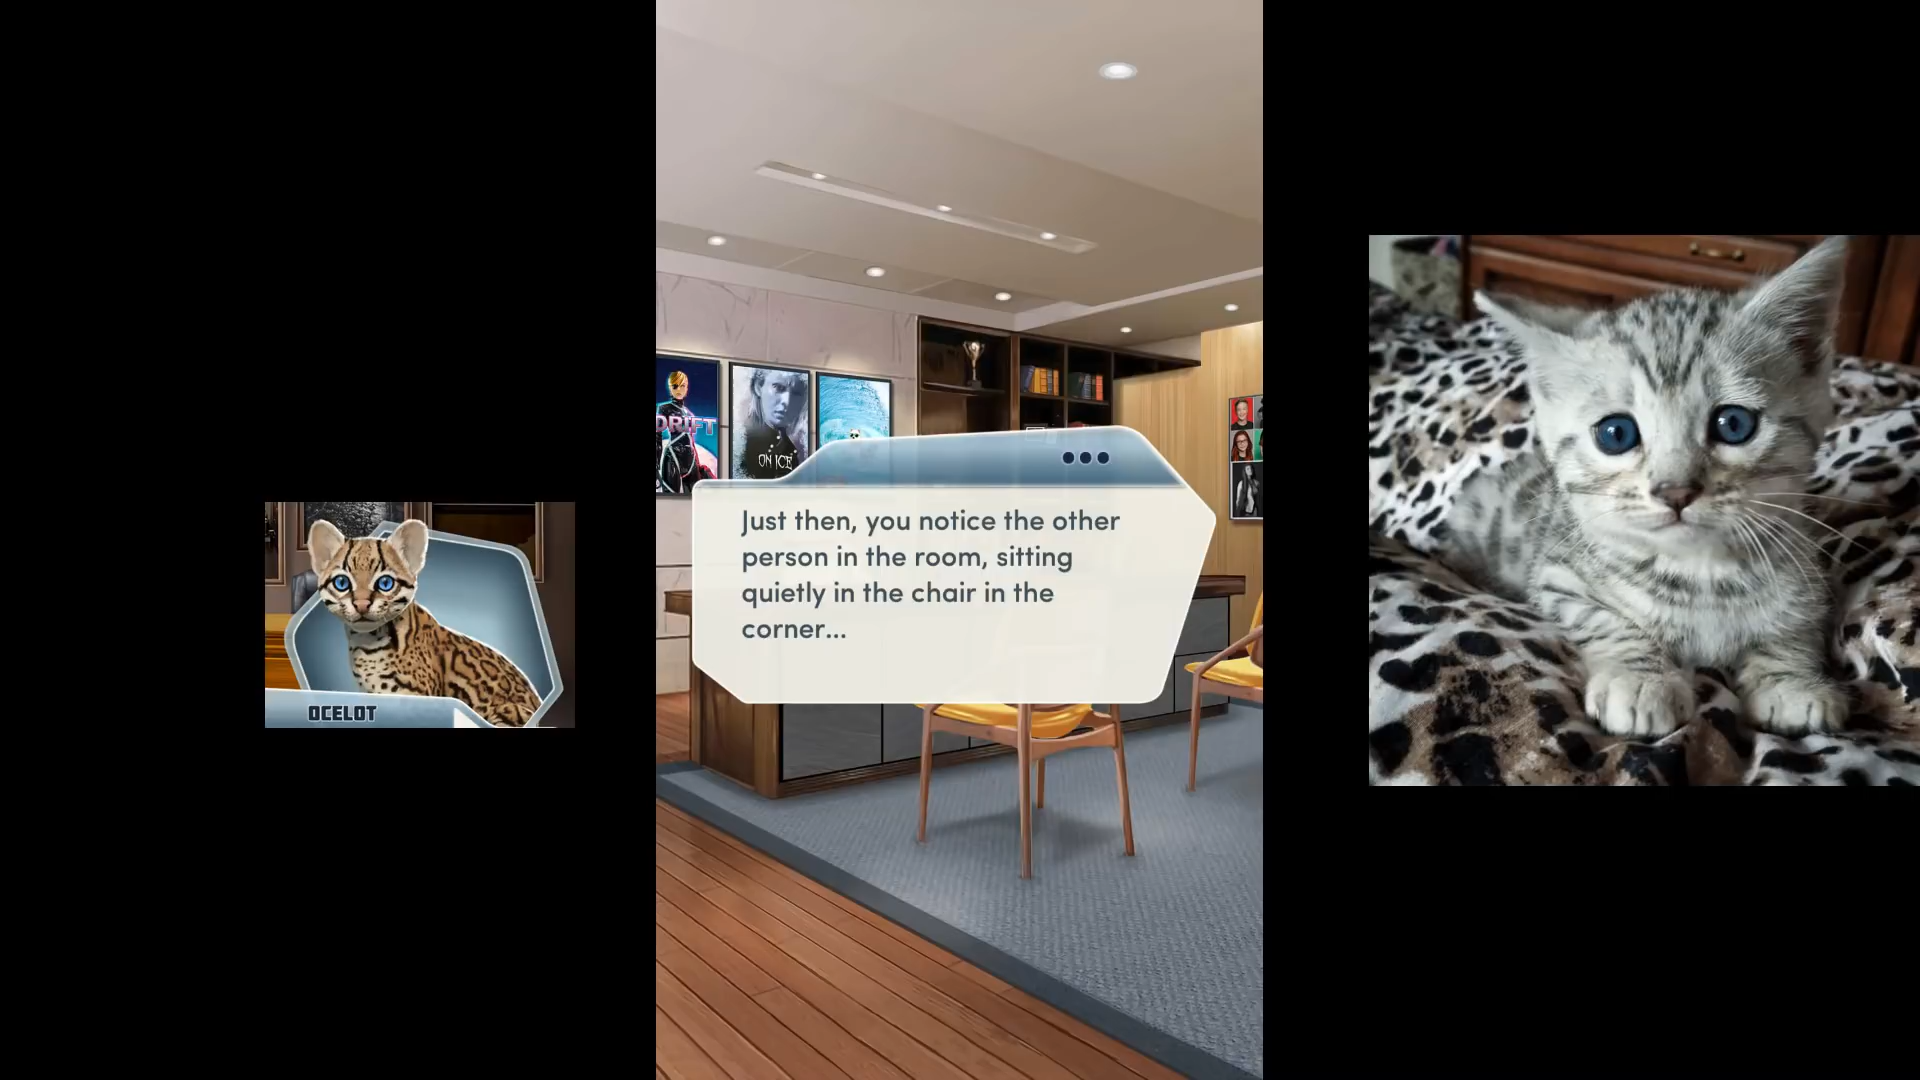 DRIFT
ON ICE
Just then, you notice the other
person in the room, sitting
quietly in the chair in the
corner...
OCELOT